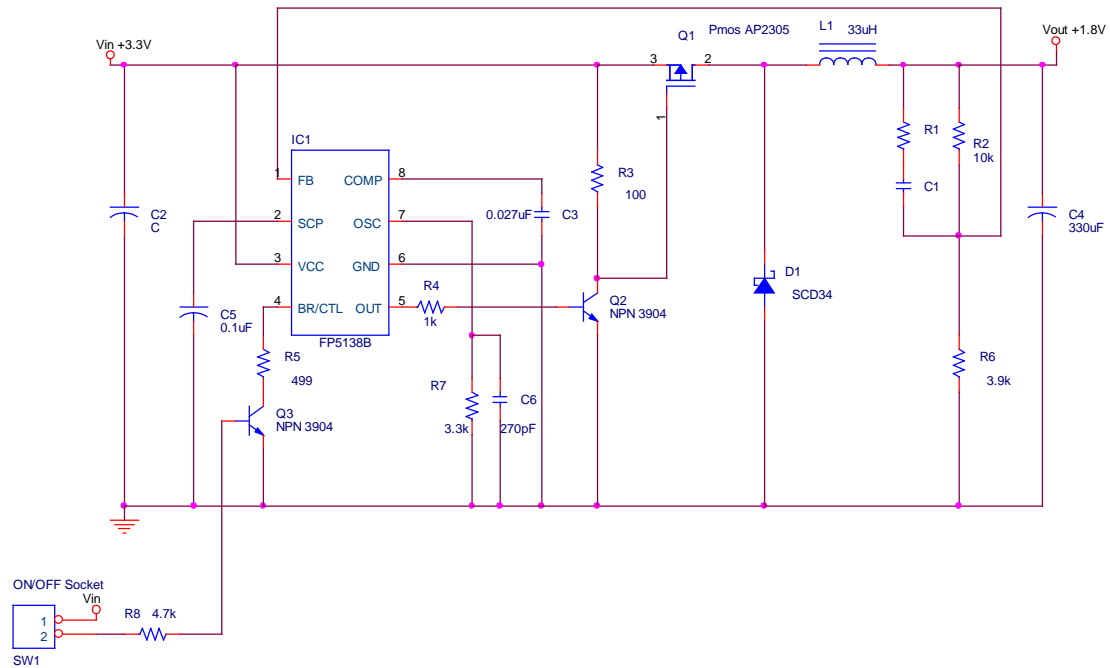 Vin +3.3V
Q1
Pmos AP2305
L1
33uH
Vout +1.8V
3
2
1
IC1
1
FB
COMP
8
2
SCP
OSC
7
3
VCC
GND
6
4
BR/CTL
OUT
5
FP5138B
C2
C
C5
0.1uF
0.027uF
C3
R3
100
R1
C1
R2
10k
C4
330uF
R4
1k
Q2
NPN 3904
D1
SCD34
R5
499
Q3
NPN 3904
R7
3.3k
C6
270pF
R6
3.9k
ON/OFF Socket
Vin
1
2
R8
4.7k
SW1